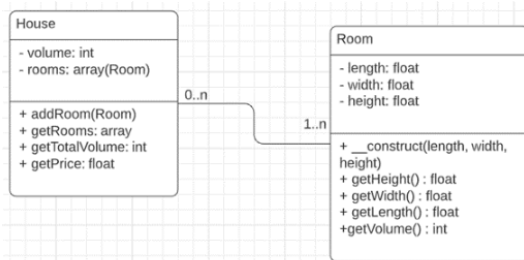 House
- volume: int
- rooms: array(Room)
+ addRoom(Room)
+ getRooms: array
+ getTotalVolume: int
+ getPrice: float
0..n
1..n
Room
- length: float
- width: float
- height: float
+ __construct(length, width,
height)
+ getHeight() : float
+ getWidth() : float
+ getLength() : float
+getVolume() : int